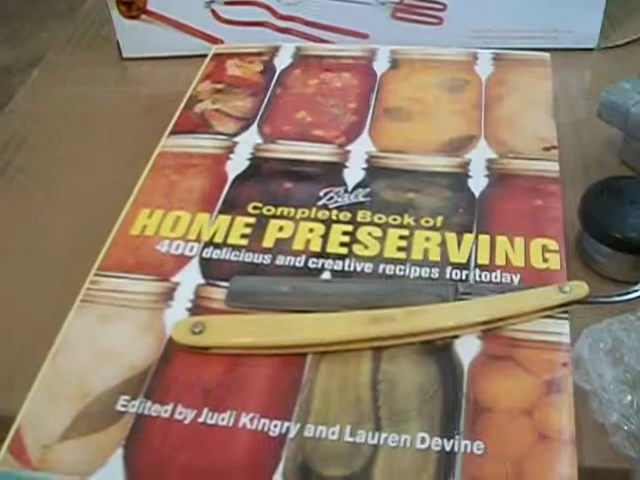 Ball
Complete Book of
HOME PRESERVING
400 delicious and creative recipes for today
Edited by Judi Kingry and Lauren Devine